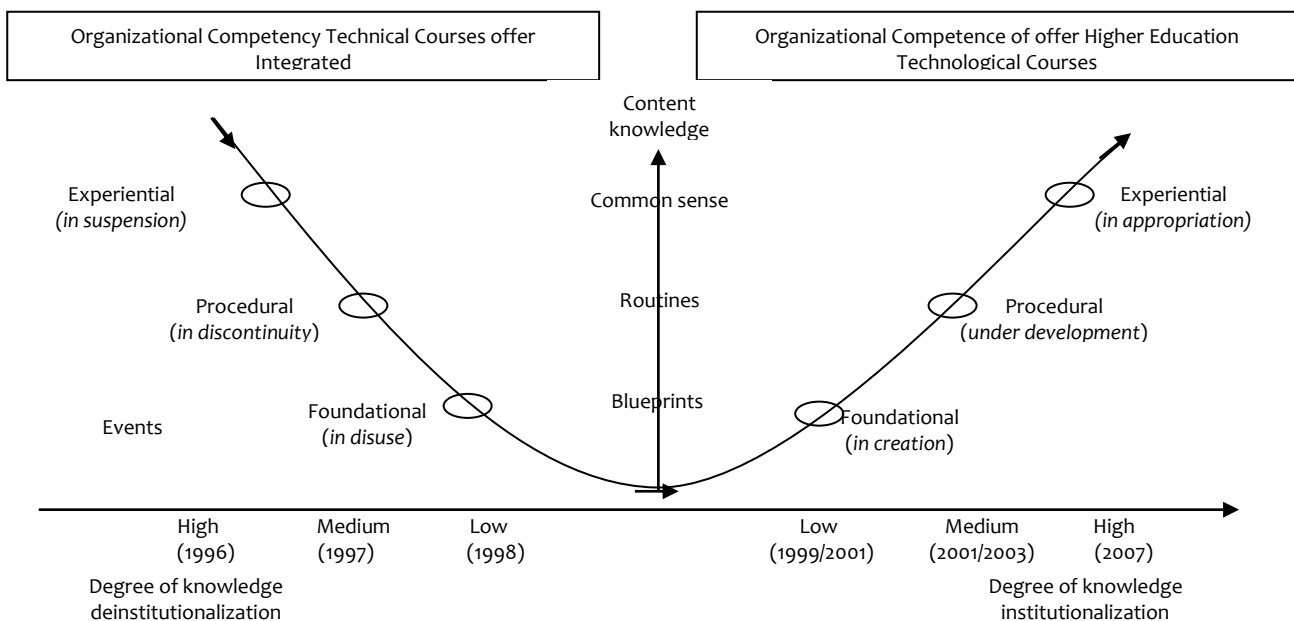 Organizational Competency Technical Courses offer
Integrated
Organizational Competence of offer Higher Education
Technological Courses
Content
knowledge
Experiential
(in suspension)
Common sense
Experiential
(in appropriation)
Procedural
(in discontinuity)
Routines
Procedural
(under development)
Events
Foundational
(in disuse)
Blueprints
Foundational
(in creation)
High
(1996)
Medium
(1997)
Low
(1998)
Low
(1999/2001)
Medium
(2001/2003)
High
(2007)
Degree of knowledge
deinstitutionalization
Degree of knowledge
institutionalization